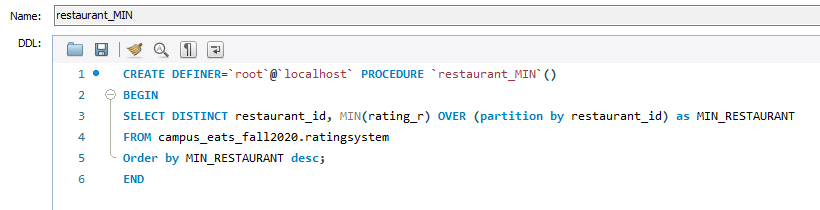 Name: restaurant_MIN
DDL:
1 CREATE DEFINER=`root`@`localhost` PROCEDURE `restaurant_MIN`()
2 BEGIN
3 SELECT DISTINCT restaurant_id, MIN(rating_r) OVER (partition by restaurant_id) as MIN_RESTAURANT
4 FROM campus_eats_fall2020.ratingsystem
5 Order by MIN_RESTAURANT desc;
6 END